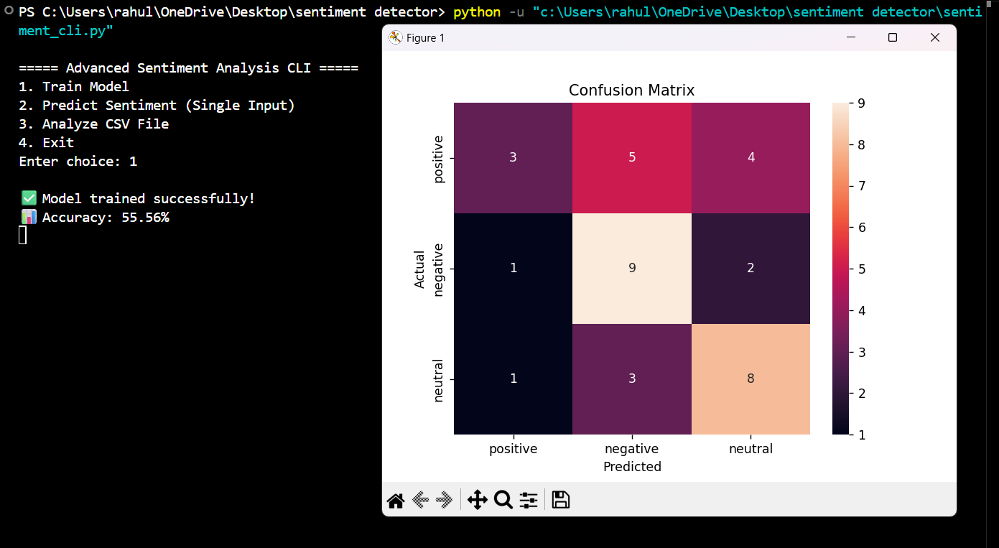 PS C:\Users\rahul\OneDrive\Desktop\sentiment detector> python -u "c:\Users\rahul\OneDrive\Desktop\sentiment detector\senti
ment_cli.py"
===== Advanced Sentiment Analysis CLI =====
1. Train Model
2. Predict Sentiment (Single Input)
3. Analyze CSV File
4. Exit
Enter choice: 1
✅ Model trained successfully!
📊 Accuracy: 55.56%
Figure 1
Confusion Matrix
Actual
positive
3 5 4
negative
1 9 2
neutral
1 3 8
positive negative neutral
Predicted
9
8
7
6
5
4
3
2
1